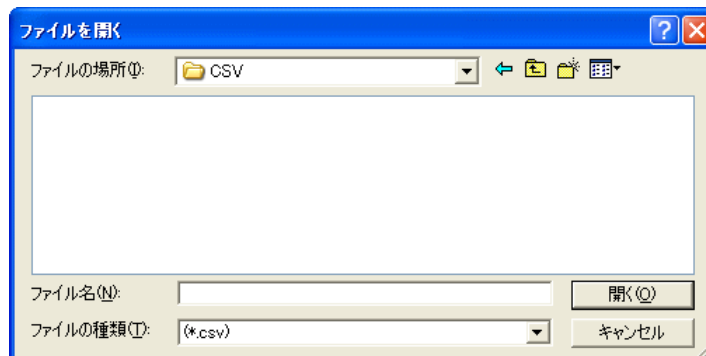 ファイルを開く
ファイルの場所(I): CSV
ファイル名(N): 開く(O)
ファイルの種類(T): (*.csv) キャンセル